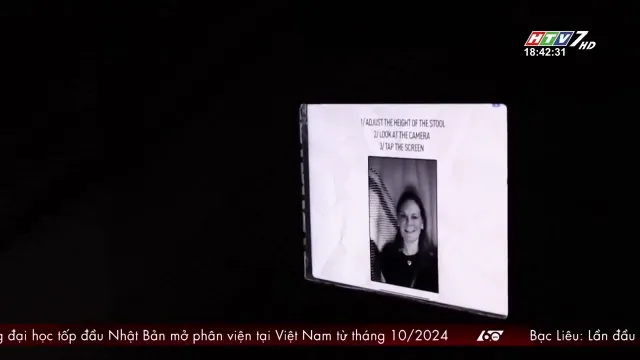 HTV7 HD
18:42:31
1/ ADJUST THE HEIGHT OF THE STOOL
2/ LOOK AT THE CAMERA
3/ TAP THE SCREEN
g đại học tốp đầu Nhật Bản mở phân viện tại Việt Nam từ tháng 10/2024 60 Bạc Liêu: Lần đầu